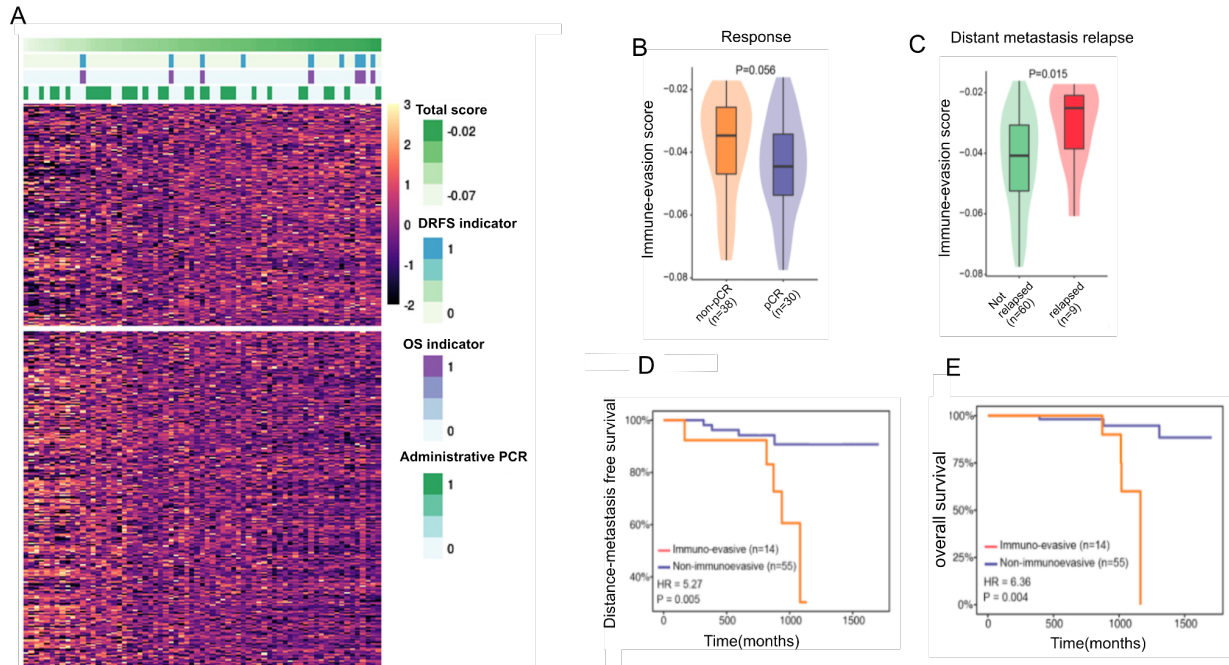 A
3
2
1
0
-1
-2
Total score
-0.02
-0.07
DRFS indicator
1
0
OS indicator
1
0
Administrative PCR
1
0
B
Response
P=0.056
Immune-evasion score
−0.02
−0.04
−0.06
−0.08
non-pCR
(n=38)
pCR
(n=30)
C
Distant metastasis relapse
P=0.015
Immune-evasion score
−0.02
−0.04
−0.06
−0.08
Not
relapsed
(n=60)
relapsed
(n=9)
D
Distance-metastasis free survival
100%
80%
60%
40%
Immuno-evasive (n=14)
Non-immunoevasive (n=55)
HR = 5.27
P = 0.005
0
500
1000
1500
Time(months)
E
overall survival
100%
75%
50%
25%
0%
Immuno-evasive (n=14)
Non-immunoevasive (n=55)
HR = 6.36
P = 0.004
0
500
1000
1500
Time(months)